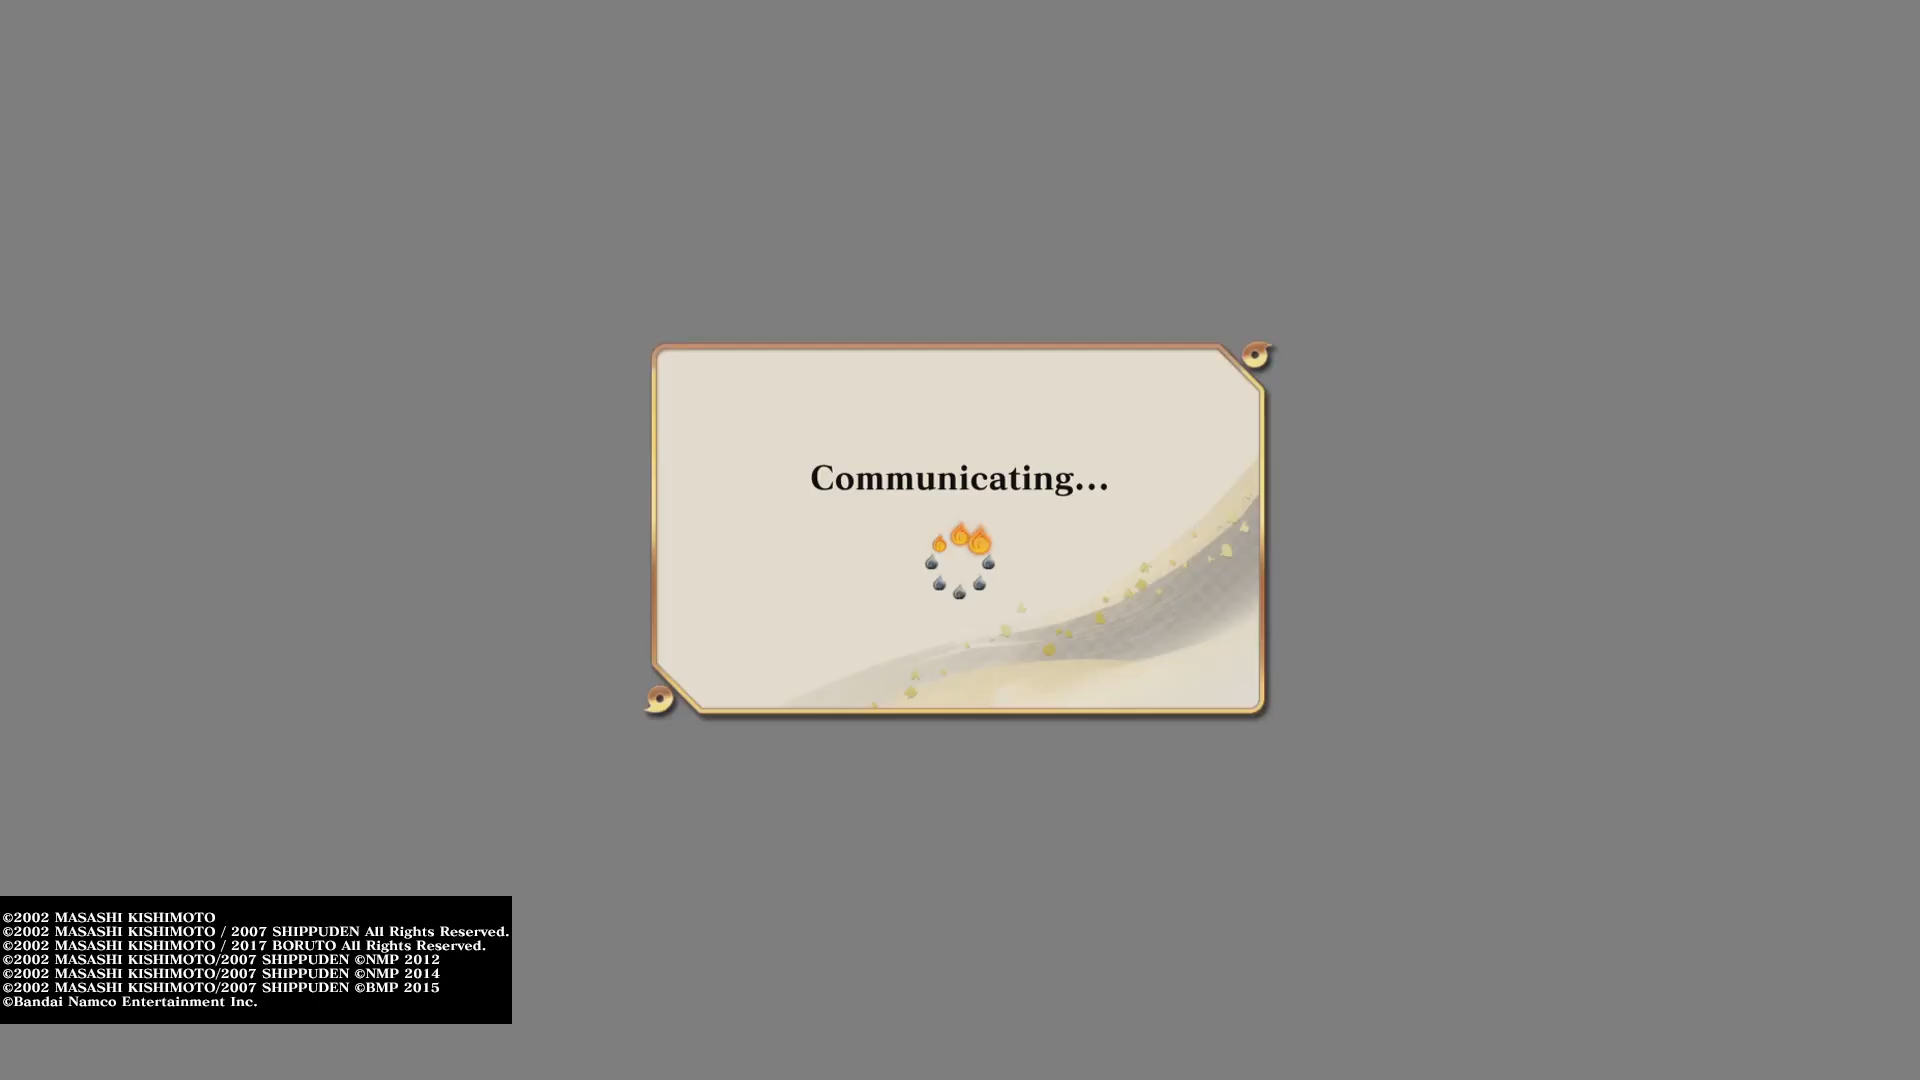 Communicating...
©2002 MASASHI KISHIMOTO
©2002 MASASHI KISHIMOTO / 2007 SHIPPUDEN All Rights Reserved.
©2002 MASASHI KISHIMOTO / 2017 BORUTO All Rights Reserved.
©2002 MASASHI KISHIMOTO/2007 SHIPPUDEN ©NMP 2012
©2002 MASASHI KISHIMOTO/2007 SHIPPUDEN ©NMP 2014
©2002 MASASHI KISHIMOTO/2007 SHIPPUDEN ©BMP 2015
©Bandai Namco Entertainment Inc.